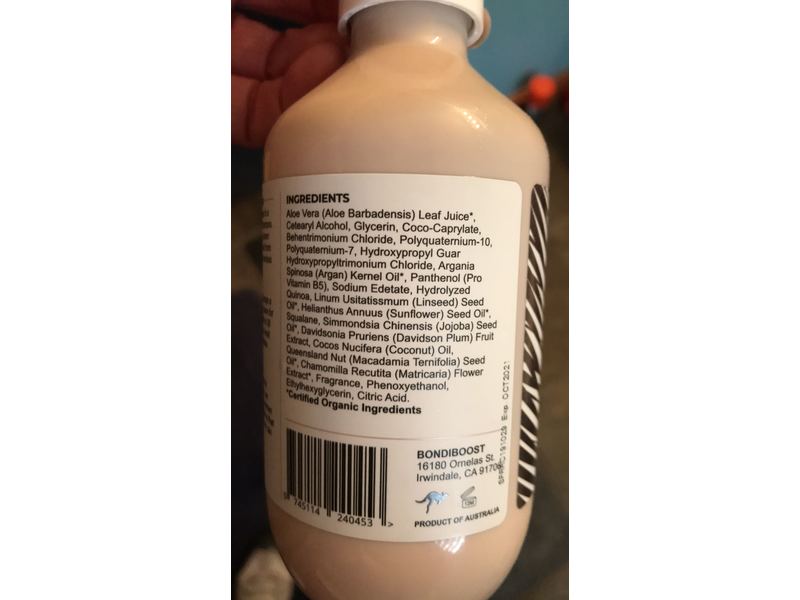 INGREDIENTS
Aloe Vera (Aloe Barbadensis) Leaf Juice*,
Cetearyl Alcohol, Glycerin, Coco-Caprylate,
Behentrimonium Chloride, Polyquaternium-10,
Polyquaternium-7, Hydroxypropyl Guar
Hydroxypropyltrimonium Chloride, Argania
Spinosa (Argan) Kernel Oil*, Panthenol (Pro
Vitamin B5), Sodium Edetate, Hydrolyzed
Quinoa, Linum Usitatissmum (Linseed) Seed
Oil*, Helianthus Annuus (Sunflower) Seed Oil*,
Squalane, Simmondsia Chinensis (Jojoba) Seed
Oil*, Davidsonia Pruriens (Davidson Plum) Fruit
Extract, Cocos Nucifera (Coconut) Oil,
Queensland Nut (Macadamia Ternifolia) Seed
Oil*, Chamomilla Recutita (Matricaria) Flower
Extract*, Fragrance, Phenoxyethanol,
Ethylhexyglycerin, Citric Acid.
*Certified Organic Ingredients
BONDIBOOST
16180 Ornelas St.
Irwindale, CA 91706
12M
PRODUCT OF AUSTRALIA
745114 240453 >
Exp OCT2021